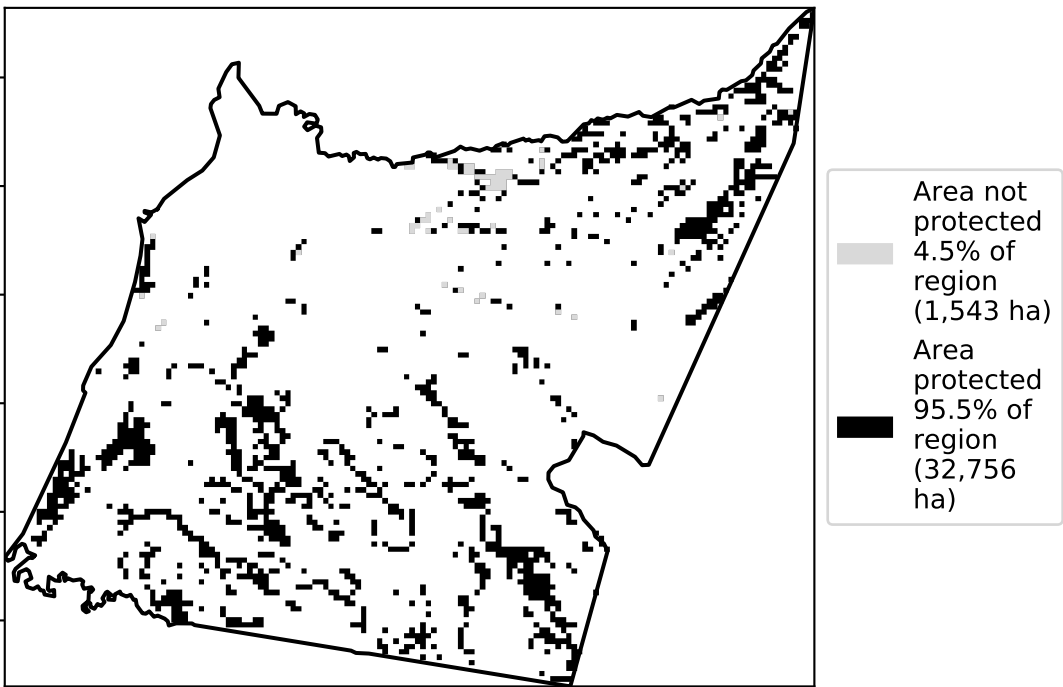 Area not
protected
4.5% of
region
(1,543 ha)
Area
protected
95.5% of
region
(32,756
ha)